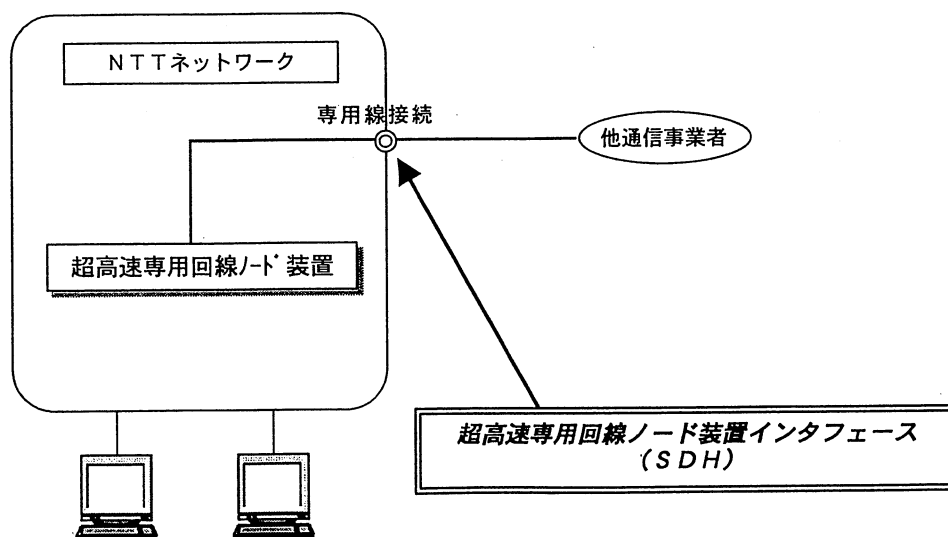 NTTネットワーク
専用線接続
他通信事業者
超高速専用回線ﾉｰﾄﾞ装置
超高速専用回線ノード装置インタフェース
(SDH)